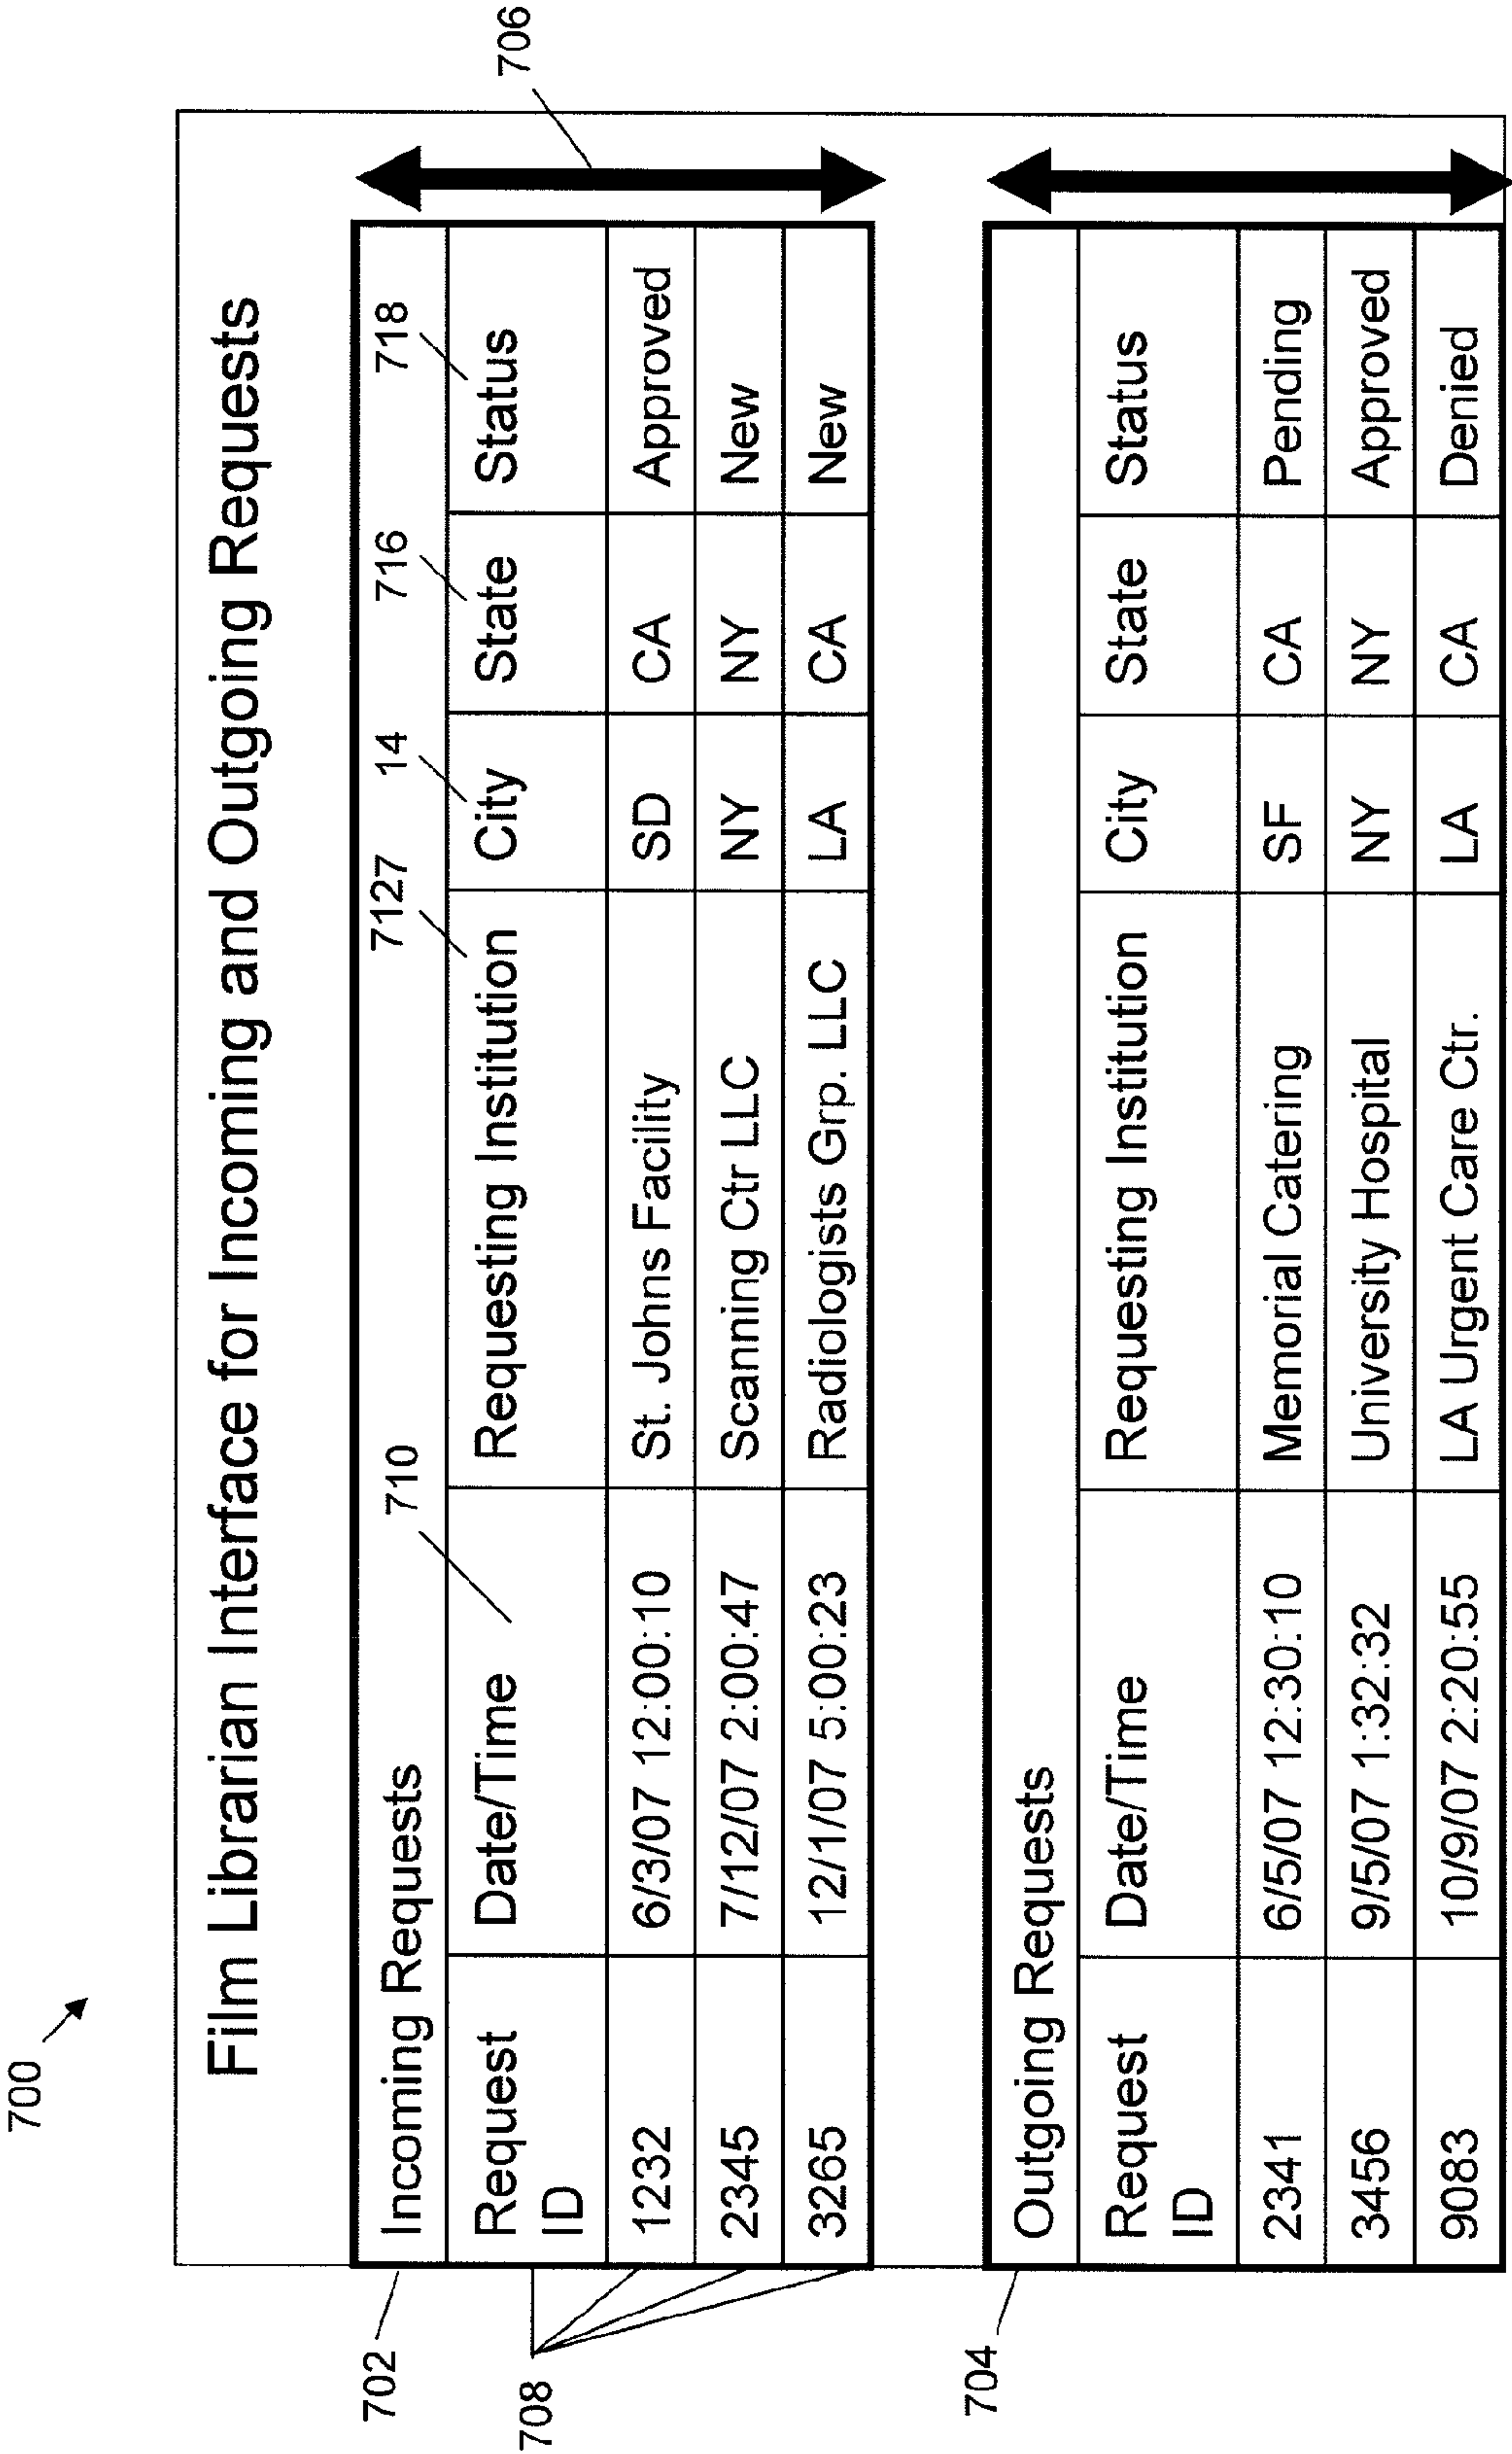 700
Film Librarian Interface for Incoming and Outgoing Requests
702
Incoming Requests 710 7127 14 716 718
706
Request ID Date/Time Requesting Institution City State Status
708
1232 6/3/07 12:00:10 St. Johns Facility SD CA Approved
2345 7/12/07 2:00:47 Scanning Ctr LLC NY NY New
3265 12/1/07 5:00:23 Radiologists Grp. LLC LA CA New
704
Outgoing Requests
Request ID Date/Time Requesting Institution City State Status
2341 6/5/07 12:30:10 Memorial Catering SF CA Pending
3456 9/5/07 1:32:32 University Hospital NY NY Approved
9083 10/9/07 2:20:55 LA Urgent Care Ctr. LA CA Denied